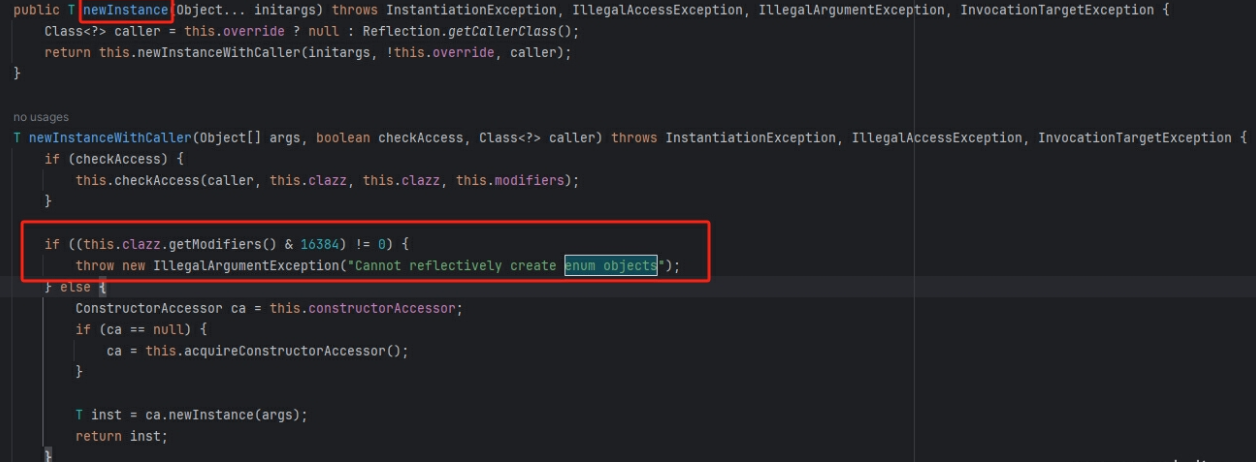 public T newInstance(Object... initargs) throws InstantiationException, IllegalAccessException, IllegalArgumentException, InvocationTargetException {
    Class<?> caller = this.override ? null : Reflection.getCallerClass();
    return this.newInstanceWithCaller(initargs, !this.override, caller);
}
no usages
T newInstanceWithCaller(Object[] args, boolean checkAccess, Class<?> caller) throws InstantiationException, IllegalAccessException, InvocationTargetException {
    if (checkAccess) {
        this.checkAccess(caller, this.clazz, this.clazz, this.modifiers);
    }
    if ((this.clazz.getModifiers() & 16384) != 0) {
        throw new IllegalArgumentException("Cannot reflectively create enum objects");
    } else {
        ConstructorAccessor ca = this.constructorAccessor;
        if (ca == null) {
            ca = this.acquireConstructorAccessor();
        }
        T inst = ca.newInstance(args);
        return inst;
    }